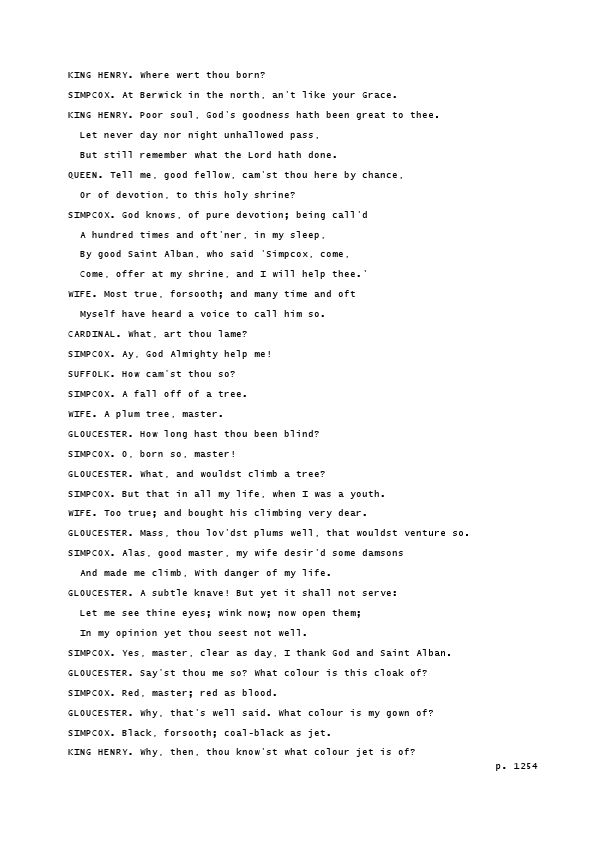 KING HENRY. Where wert thou born?
SIMPCOX. At Berwick in the north, an't like your Grace.
KING HENRY. Poor soul, God's goodness hath been great to thee.
Let never day nor night unhallowed pass,
But still remember what the Lord hath done.
QUEEN. Tell me, good fellow, cam'st thou here by chance,
Or of devotion, to this holy shrine?
SIMPCOX. God knows, of pure devotion; being call'd
A hundred times and oft'ner, in my sleep,
By good Saint Alban, who said 'Simpcox, come,
Come, offer at my shrine, and I will help thee.'
WIFE. Most true, forsooth; and many time and oft
Myself have heard a voice to call him so.
CARDINAL. What, art thou lame?
SIMPCOX. Ay, God Almighty help me!
SUFFOLK. How cam'st thou so?
SIMPCOX. A fall off of a tree.
WIFE. A plum tree, master.
GLOUCESTER. How long hast thou been blind?
SIMPCOX. O, born so, master!
GLOUCESTER. What, and wouldst climb a tree?
SIMPCOX. But that in all my life, when I was a youth.
WIFE. Too true; and bought his climbing very dear.
GLOUCESTER. Mass, thou lov'dst plums well, that wouldst venture so.
SIMPCOX. Alas, good master, my wife desir'd some damsons
And made me climb, With danger of my life.
GLOUCESTER. A subtle knave! But yet it shall not serve:
Let me see thine eyes; wink now; now open them;
In my opinion yet thou seest not well.
SIMPCOX. Yes, master, clear as day, I thank God and Saint Alban.
GLOUCESTER. Say'st thou me so? What colour is this cloak of?
SIMPCOX. Red, master; red as blood.
GLOUCESTER. Why, that's well said. What colour is my gown of?
SIMPCOX. Black, forsooth; coal-black as jet.
KING HENRY. Why, then, thou know'st what colour jet is of?
p. 1254